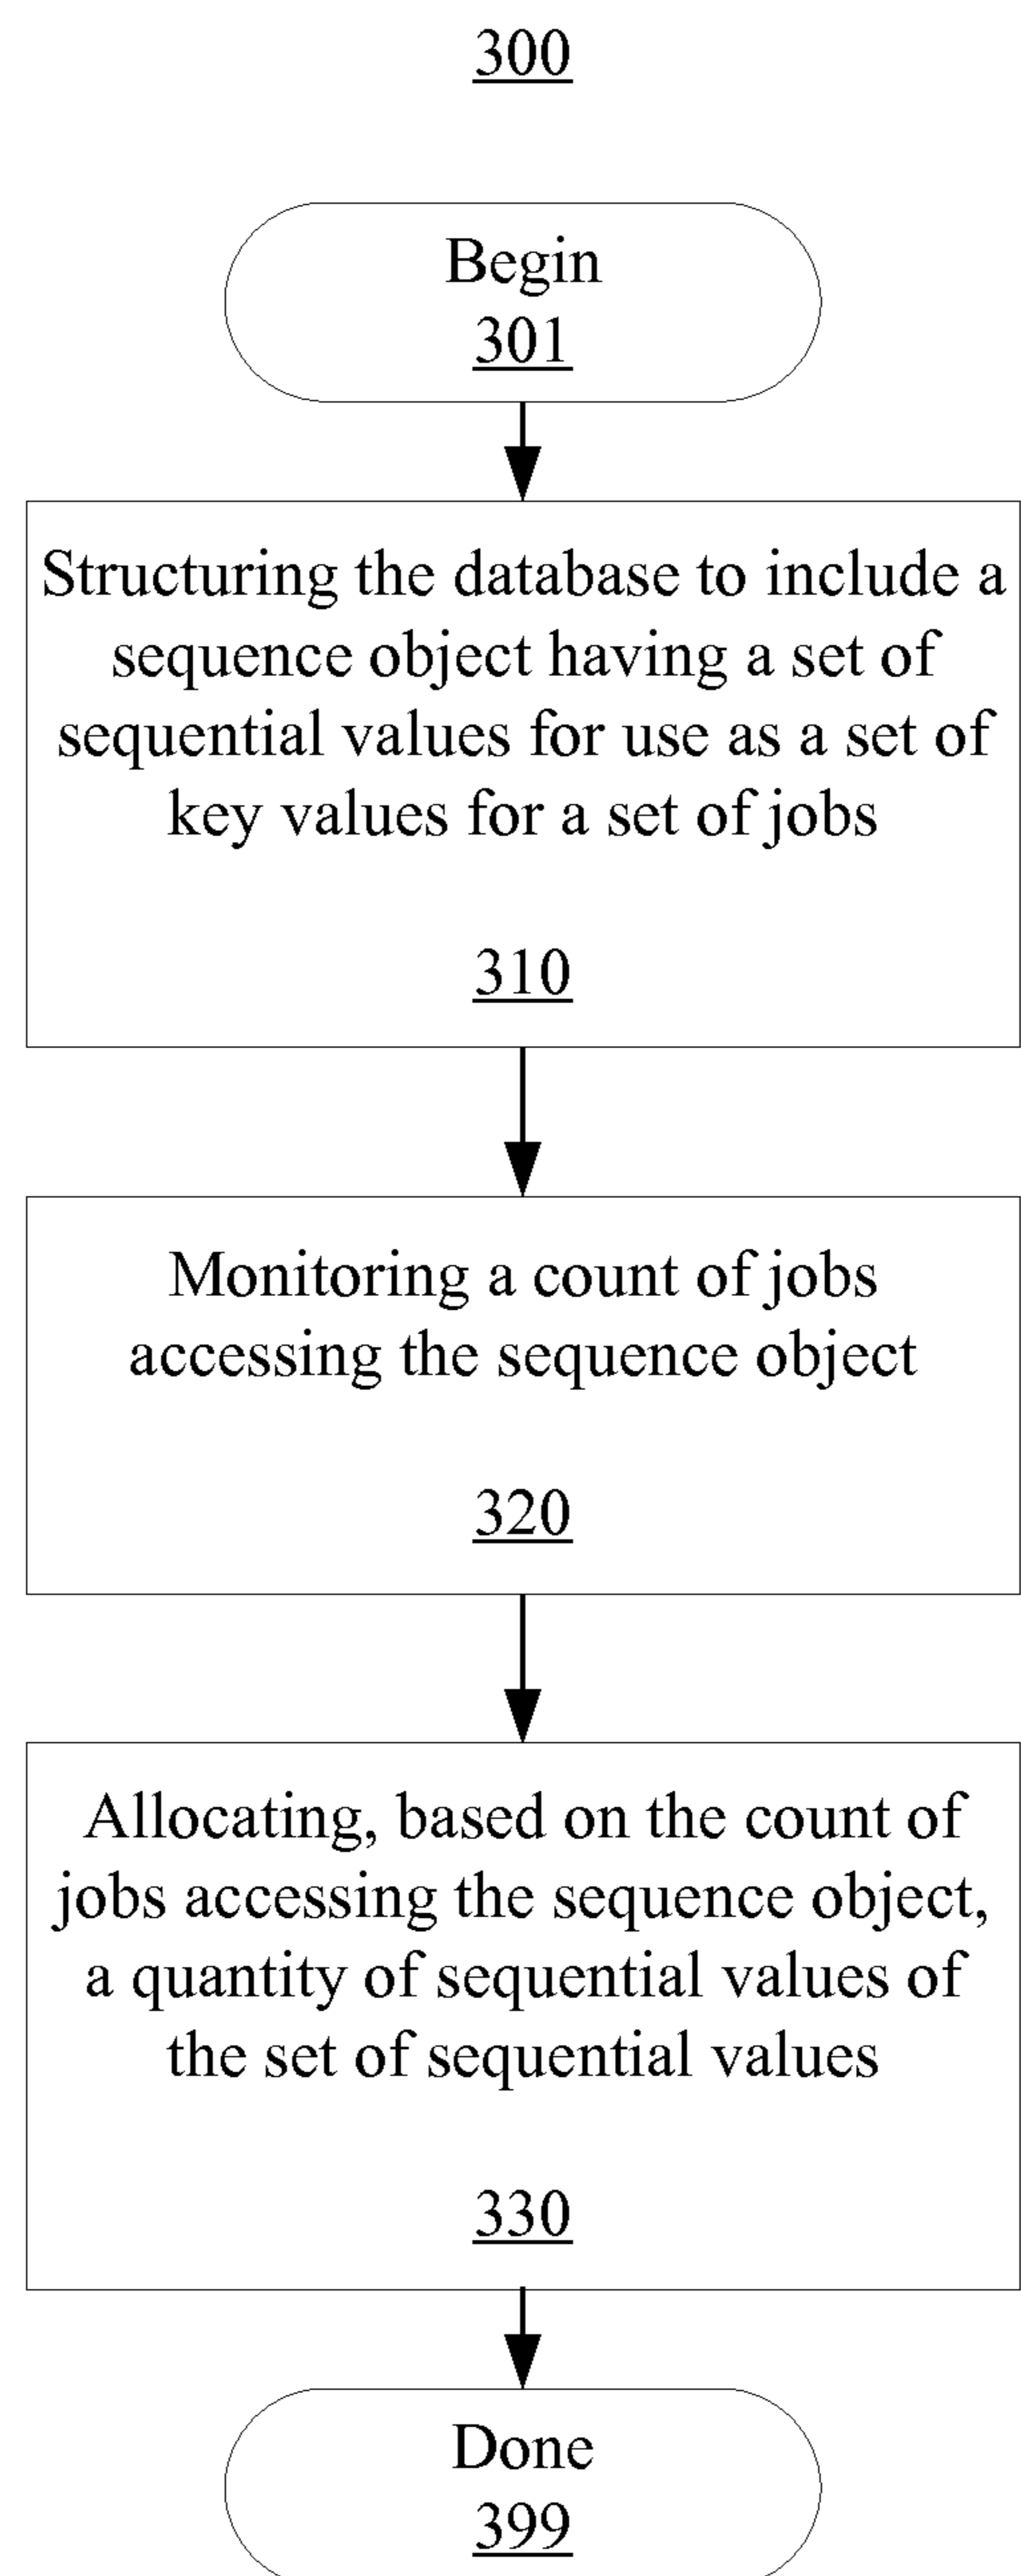 300
Begin
301
Structuring the database to include a
sequence object having a set of
sequential values for use as a set of
key values for a set of jobs
310
Monitoring a count of jobs
accessing the sequence object
320
Allocating, based on the count of
jobs accessing the sequence object,
a quantity of sequential values of
the set of sequential values
330
Done
399